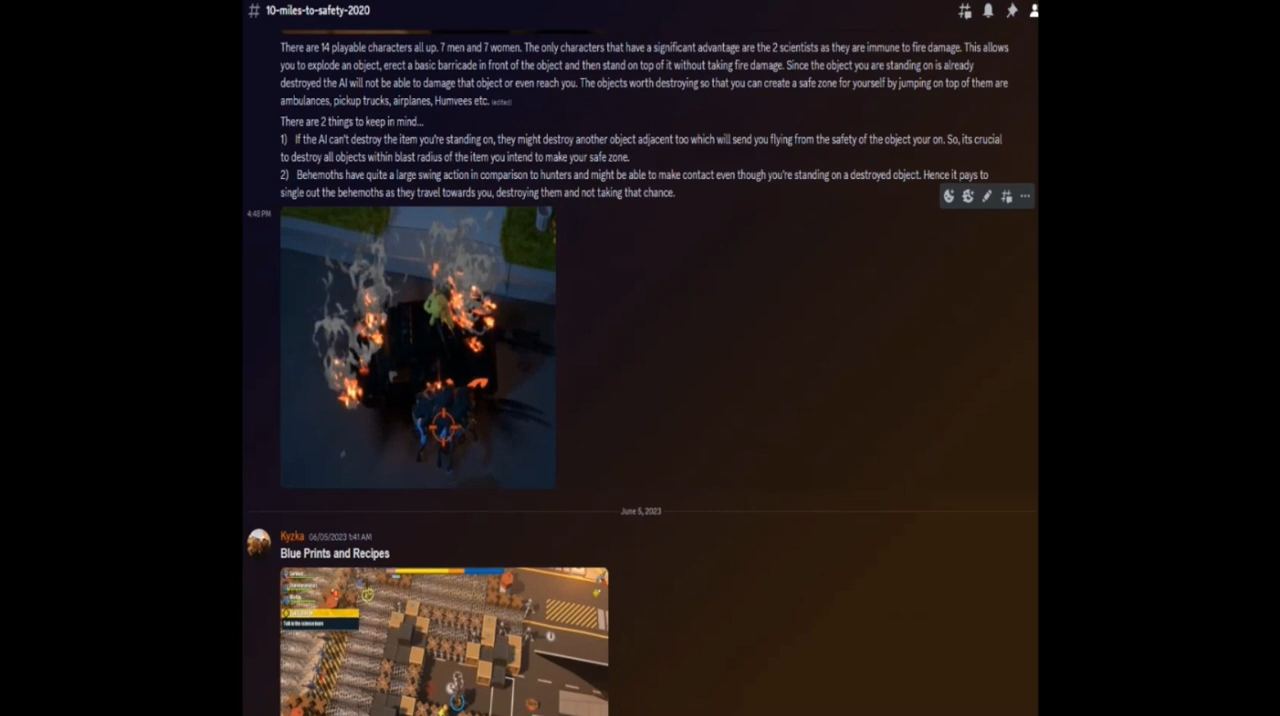 # 10-miles-to-safety-2020
There are 14 playable characters all up. 7 men and 7 women. The only characters that have a significant advantage are the 2 scientists as they are immune to fire damage. This allows
you to explode an object, erect a basic barricade in front of the object and then stand on top of it without taking fire damage. Since the object you are standing on is already
destroyed the AI will not be able to damage that object or even reach you. The objects worth destroying so that you can create a safe zone for yourself by jumping on top of them are
ambulances, pickup trucks, airplanes, Humvees etc. (edited)
There are 2 things to keep in mind...
1) If the AI can't destroy the item you're standing on, they might destroy another object adjacent too which will send you flying from the safety of the object your on. So, its crucial
to destroy all objects within blast radius of the item you intend to make your safe zone.
2) Behemoths have quite a large swing action in comparison to hunters and might be able to make contact even though you're standing on a destroyed object. Hence it pays to
single out the behemoths as they travel towards you, destroying them and not taking that chance.
4:48 PM
June 5, 2023
Kyzka 06/05/2023 1:41 AM
Blue Prints and Recipes
Talk to the science team